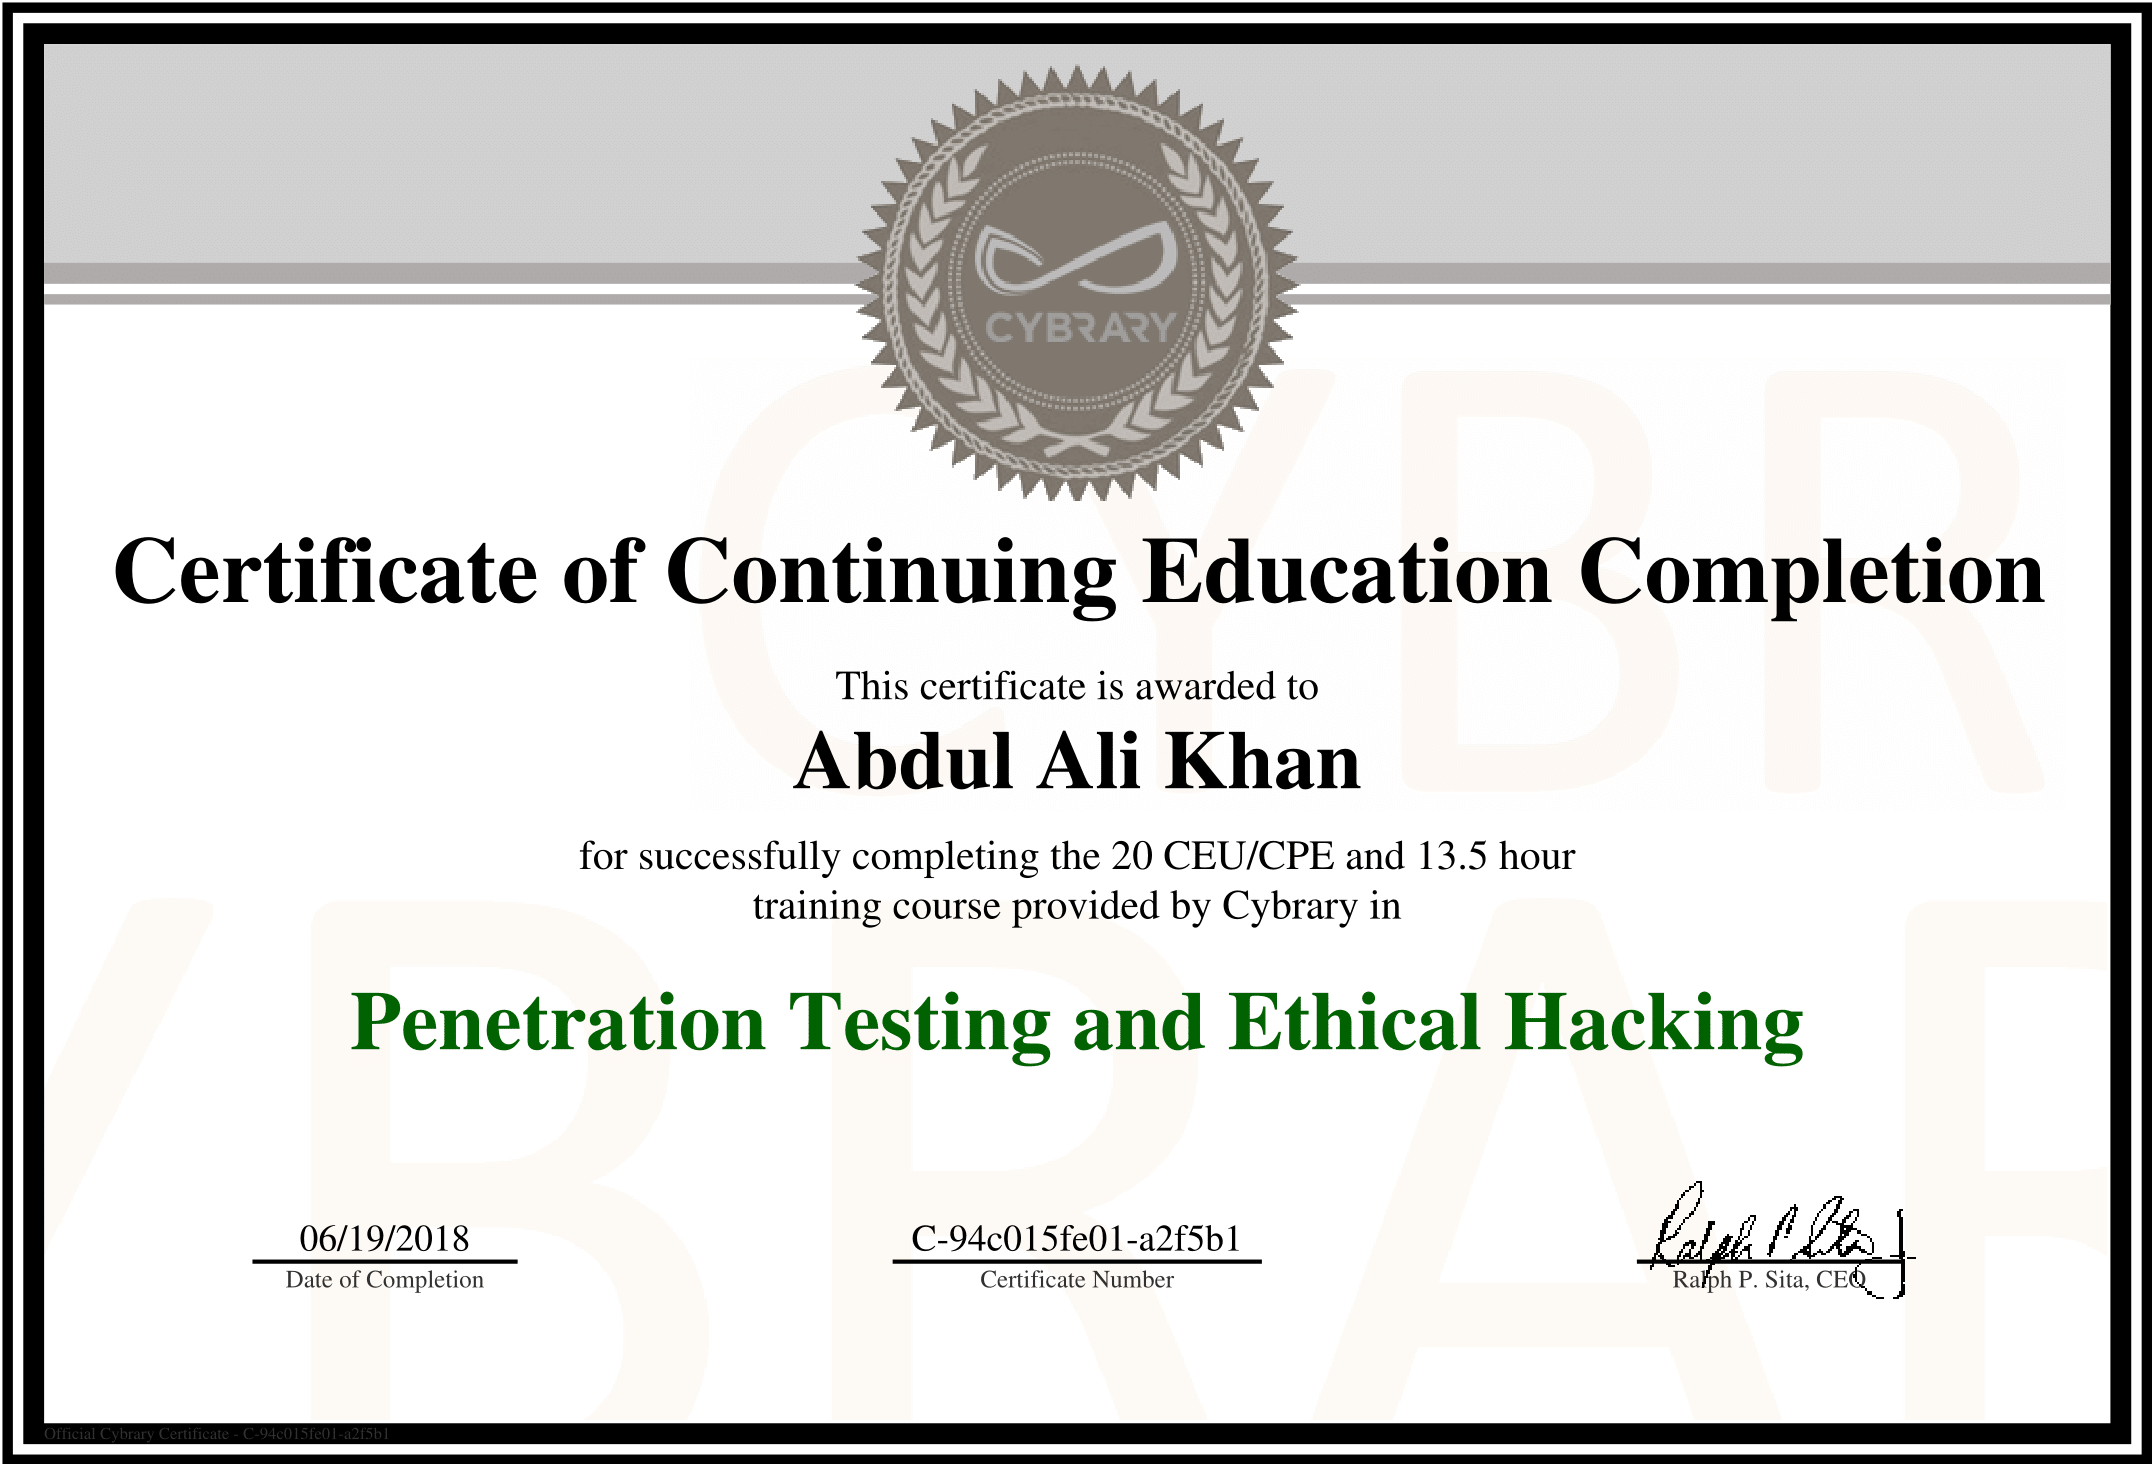 CYBRARY
Certificate of Continuing Education Completion
This certificate is awarded to
Abdul Ali Khan
for successfully completing the 20 CEU/CPE and 13.5 hour
training course provided by Cybrary in
Penetration Testing and Ethical Hacking
06/19/2018
Date of Completion
C-94c015fe01-a2f5b1
Certificate Number
Ralph P. Sita
Ralph P. Sita, CEO
Official Cybrary Certificate - C-94c015fe01-a2f5b1
CYBR
YBRAR